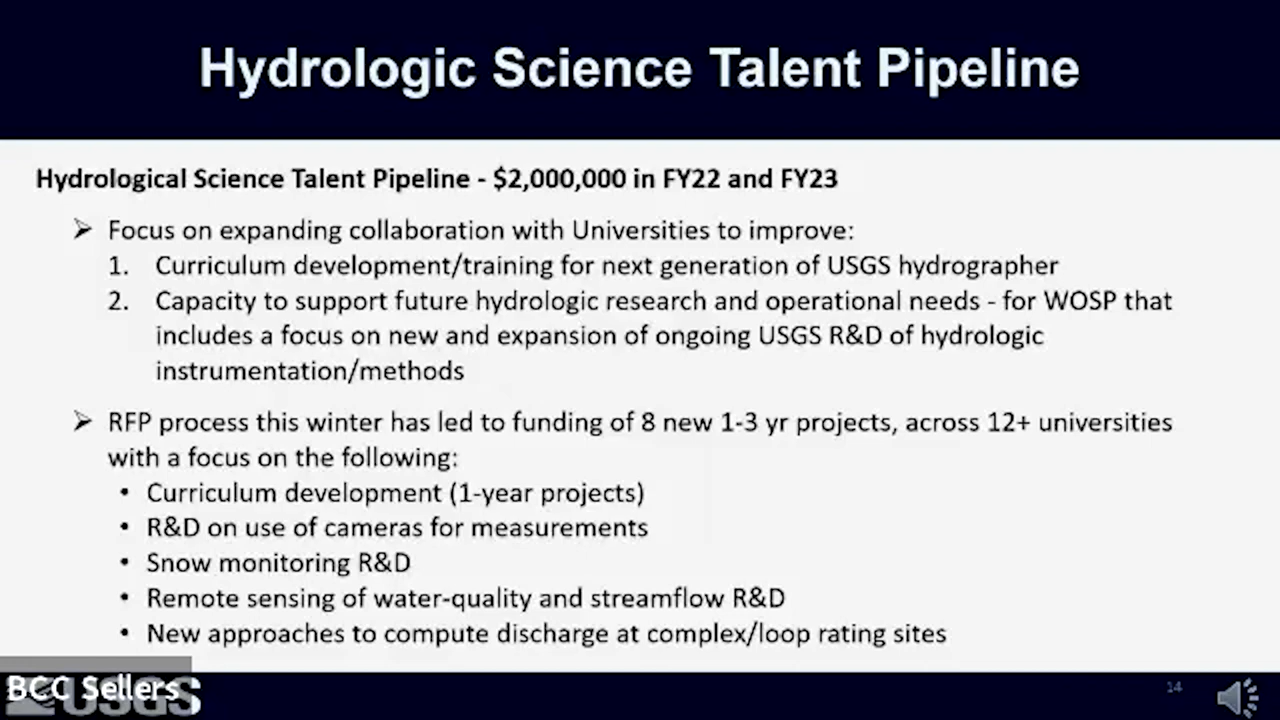 Hydrologic Science Talent Pipeline
Hydrological Science Talent Pipeline - $2,000,000 in FY22 and FY23
➢ Focus on expanding collaboration with Universities to improve:
1. Curriculum development/training for next generation of USGS hydrographer
2. Capacity to support future hydrologic research and operational needs - for WOSP that
includes a focus on new and expansion of ongoing USGS R&D of hydrologic
instrumentation/methods
➢ RFP process this winter has led to funding of 8 new 1-3 yr projects, across 12+ universities
with a focus on the following:
• Curriculum development (1-year projects)
• R&D on use of cameras for measurements
• Snow monitoring R&D
• Remote sensing of water-quality and streamflow R&D
• New approaches to compute discharge at complex/loop rating sites
BCC Sellers
USGS
14